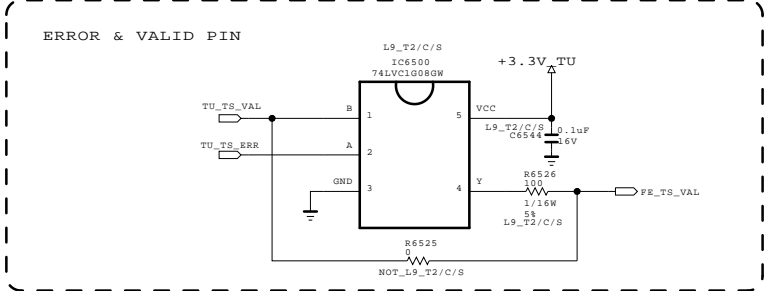 ERROR & VALID PIN
L9_T2/C/S
IC6500
74LVC1G08GW
+3.3V_TU
TU_TS_VAL
B
1
5
VCC
L9_T2/C/S
C6544
0.1uF
16V
TU_TS_ERR
A
2
GND
3
4
Y
R6526
100
1/16W
5%
L9_T2/C/S
FE_TS_VAL
R6525
0
NOT_L9_T2/C/S